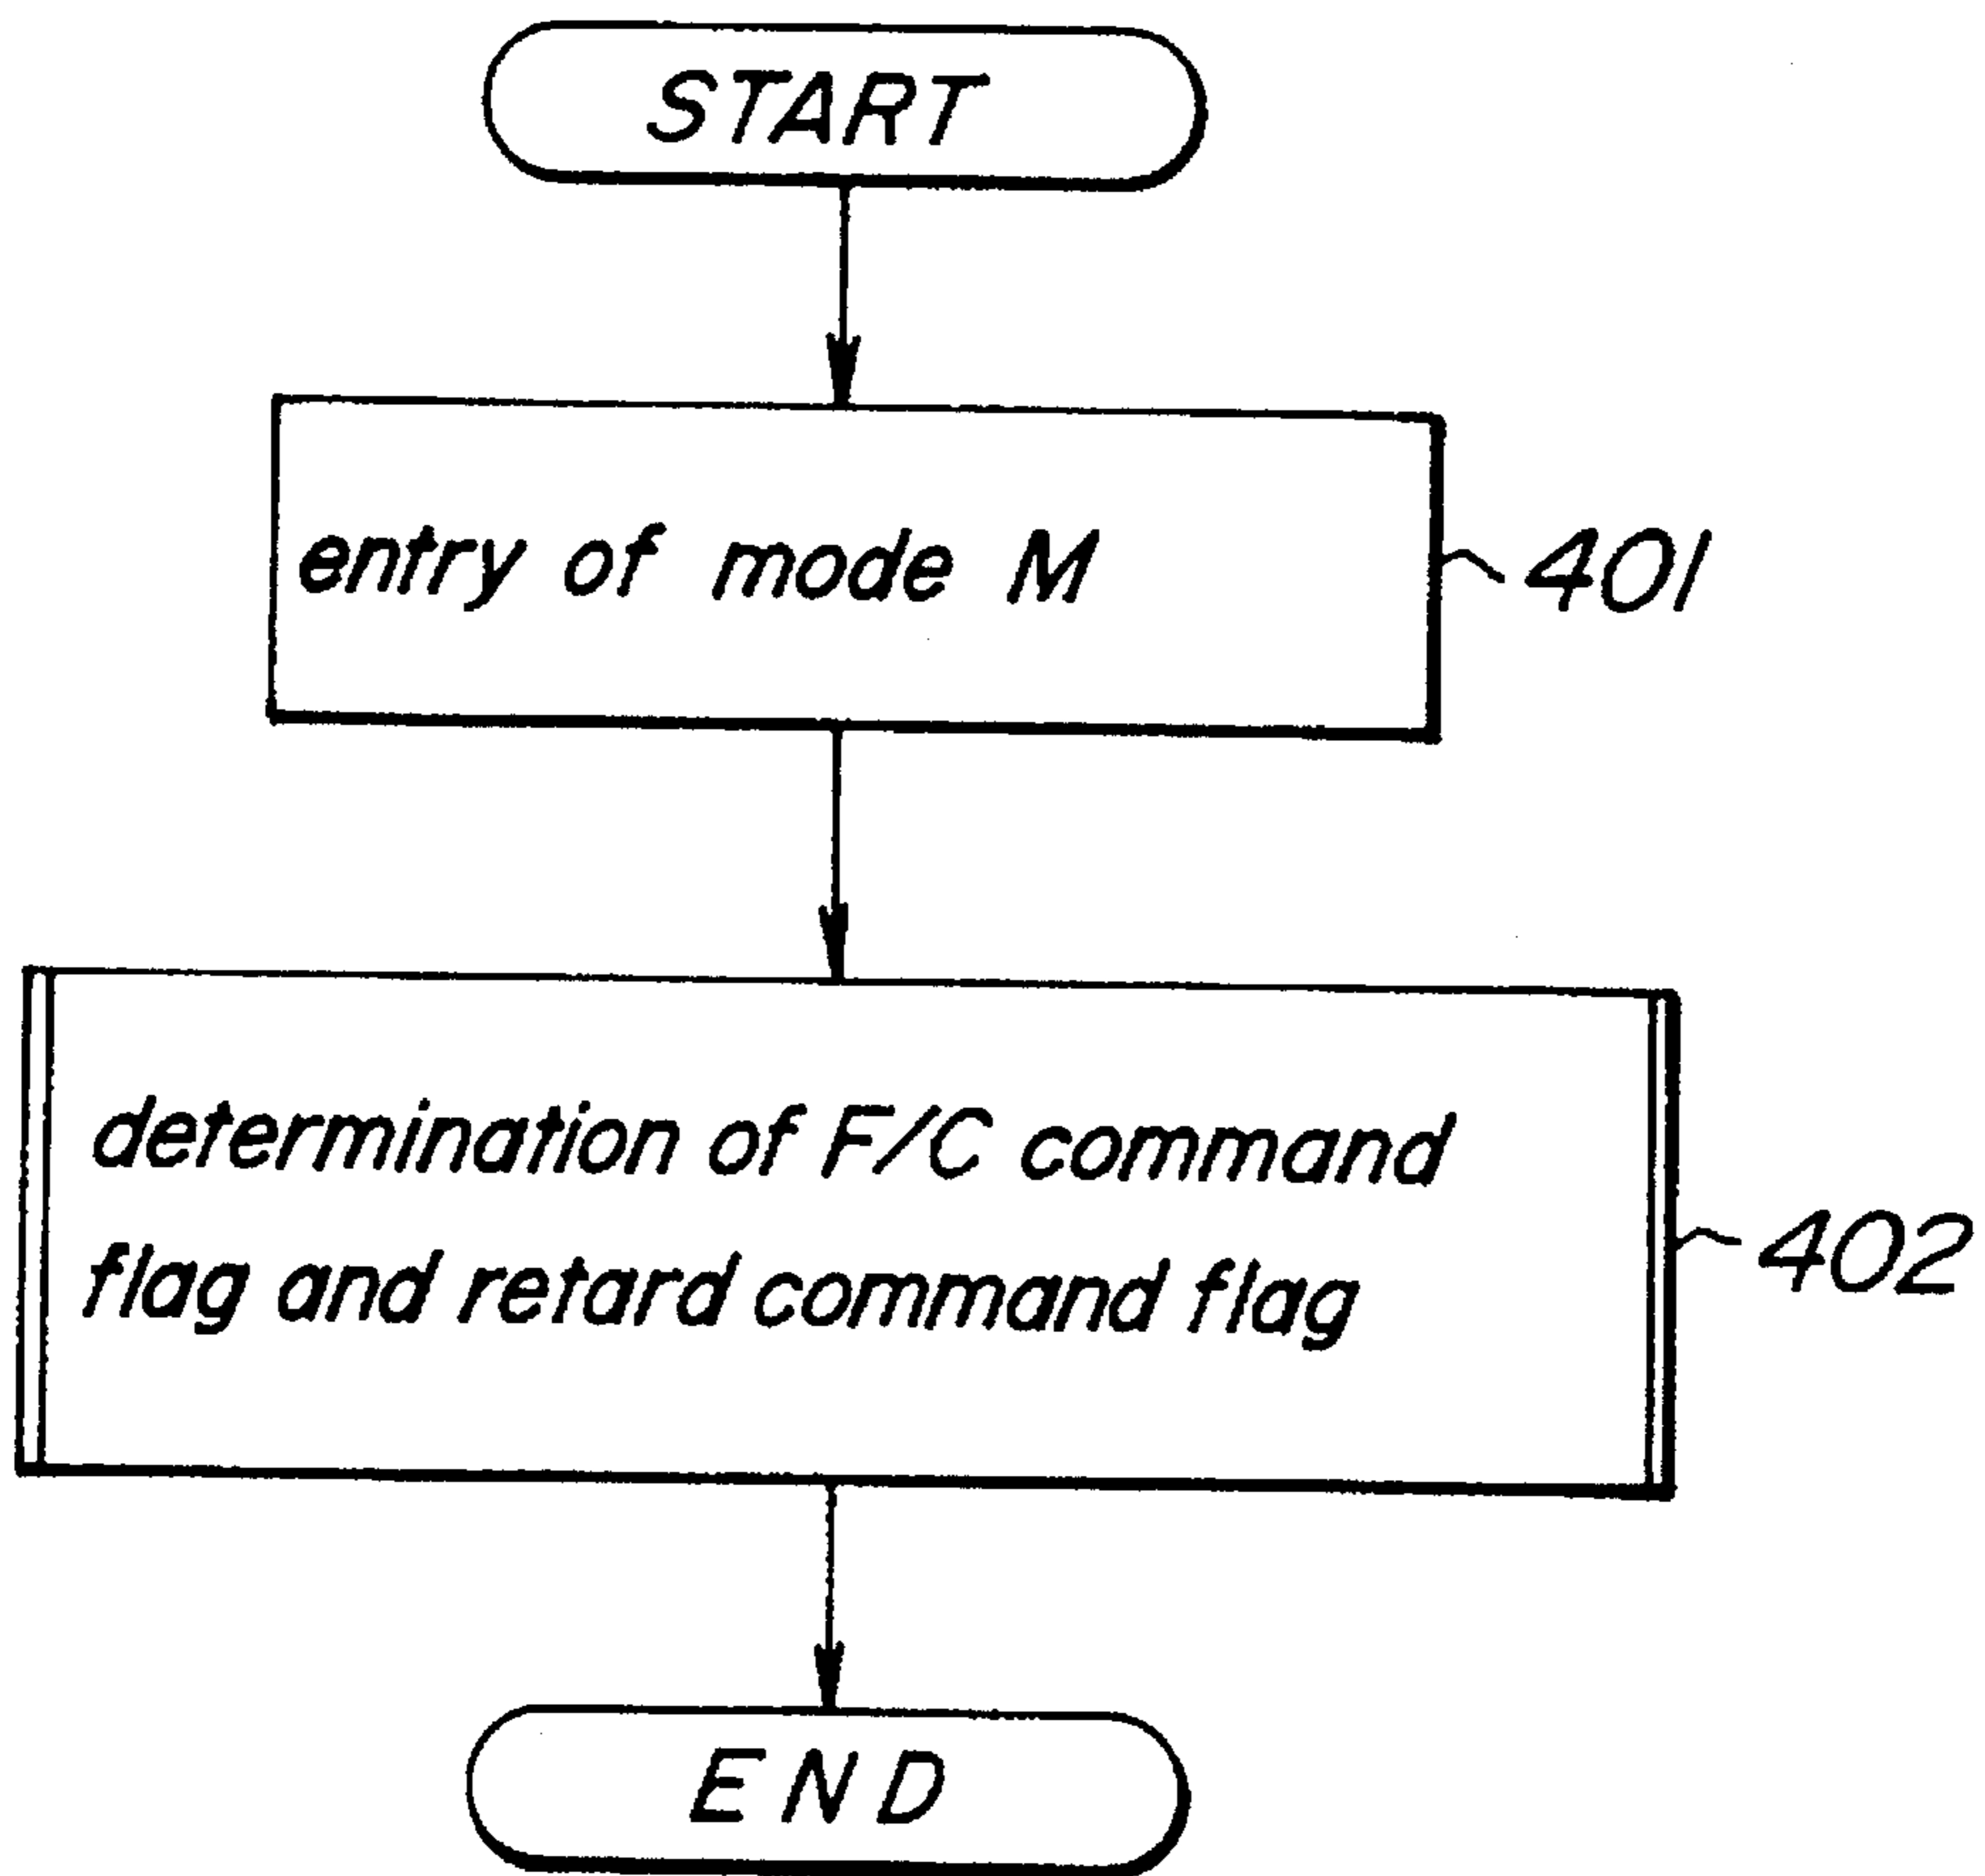 START
entry of mode M
401
determination of F/C command
flag and retard command flag
402
END